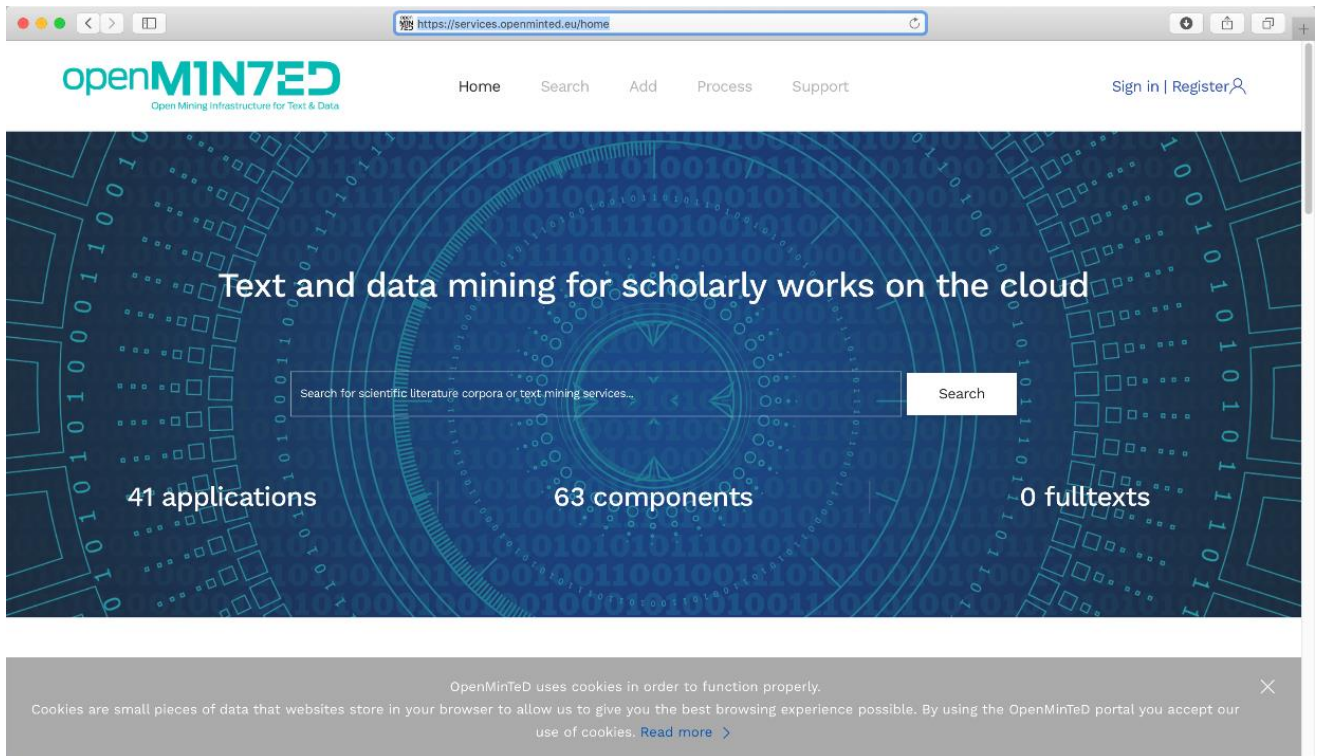 https://services.openminted.eu/home
openM1N7ED
Open Mining Infrastructure for Text & Data
Home Search Add Process Support
Sign in | Register
Text and data mining for scholarly works on the cloud
Search for scientific literature corpora or text mining services...
Search
41 applications 63 components 0 fulltexts
OpenMinTeD uses cookies in order to function properly.
Cookies are small pieces of data that websites store in your browser to allow us to give you the best browsing experience possible. By using the OpenMinTeD portal you accept our
use of cookies. Read more >